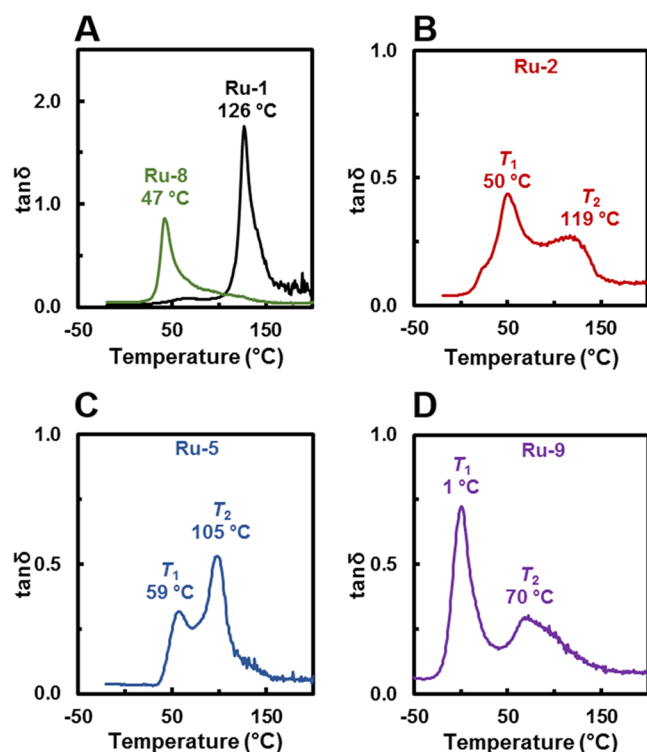 A
2.0
1.0
0.0
tanδ
Ru-1
126 °C
Ru-8
47 °C
-50
50
150
Temperature (°C)
B
1.0
0.5
0.0
tanδ
Ru-2
T1
50 °C
T2
119 °C
-50
50
150
Temperature (°C)
C
1.0
0.5
0.0
tanδ
Ru-5
T1
59 °C
T2
105 °C
-50
50
150
Temperature (°C)
D
1.0
0.5
0.0
tanδ
Ru-9
T1
1 °C
T2
70 °C
-50
50
150
Temperature (°C)